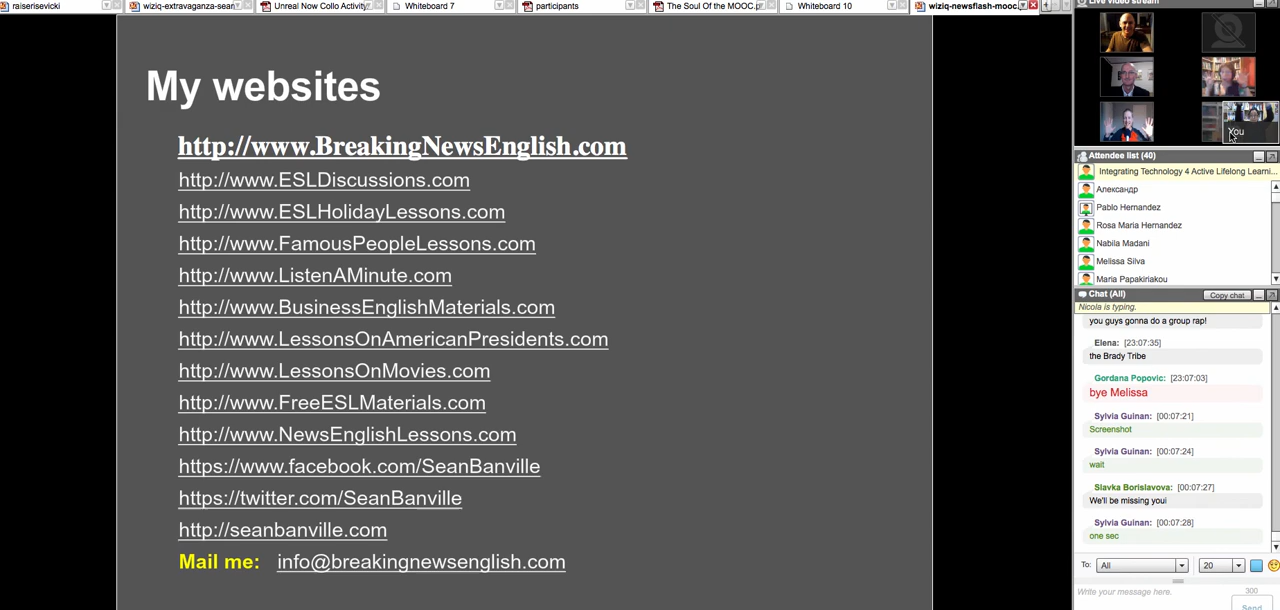 raiserisevicki
wiziq-extravaganza-sean
Unreal Now Collo Activity
Whiteboard 7
participants
The Soul Of the MOOC.p
Whiteboard 10
wiziq-newsflash-mooc.
My websites
http://www.BreakingNewsEnglish.com
http://www.ESLDiscussions.com
http://www.ESLHolidayLessons.com
http://www.FamousPeopleLessons.com
http://www.ListenAMinute.com
http://www.BusinessEnglishMaterials.com
http://www.LessonsOnAmericanPresidents.com
http://www.LessonsOnMovies.com
http://www.FreeESLMaterials.com
http://www.NewsEnglishLessons.com
https://www.facebook.com/SeanBanville
https://twitter.com/SeanBanville
http://seanbanville.com
Mail me: info@breakingnewsenglish.com
Live video stream
You
Attendee list (40)
Integrating Technology 4 Active Lifelong Learni...
Александр
Pablo Hernandez
Rosa Maria Hernandez
Nabila Madani
Melissa Silva
Maria Papakiriakou
Chat (All)
Copy chat
Nicola is typing.
you guys gonna do a group rap!
Elena: [23:07:35]
the Brady Tribe
Gordana Popovic: [23:07:03]
bye Melissa
Sylvia Guinan: [00:07:21]
Screenshot
Sylvia Guinan: [00:07:24]
wait
Slavka Borislavova: [00:07:27]
We'll be missing youi
Sylvia Guinan: [00:07:28]
one sec
To: All 20
Write your message here. 300
Send